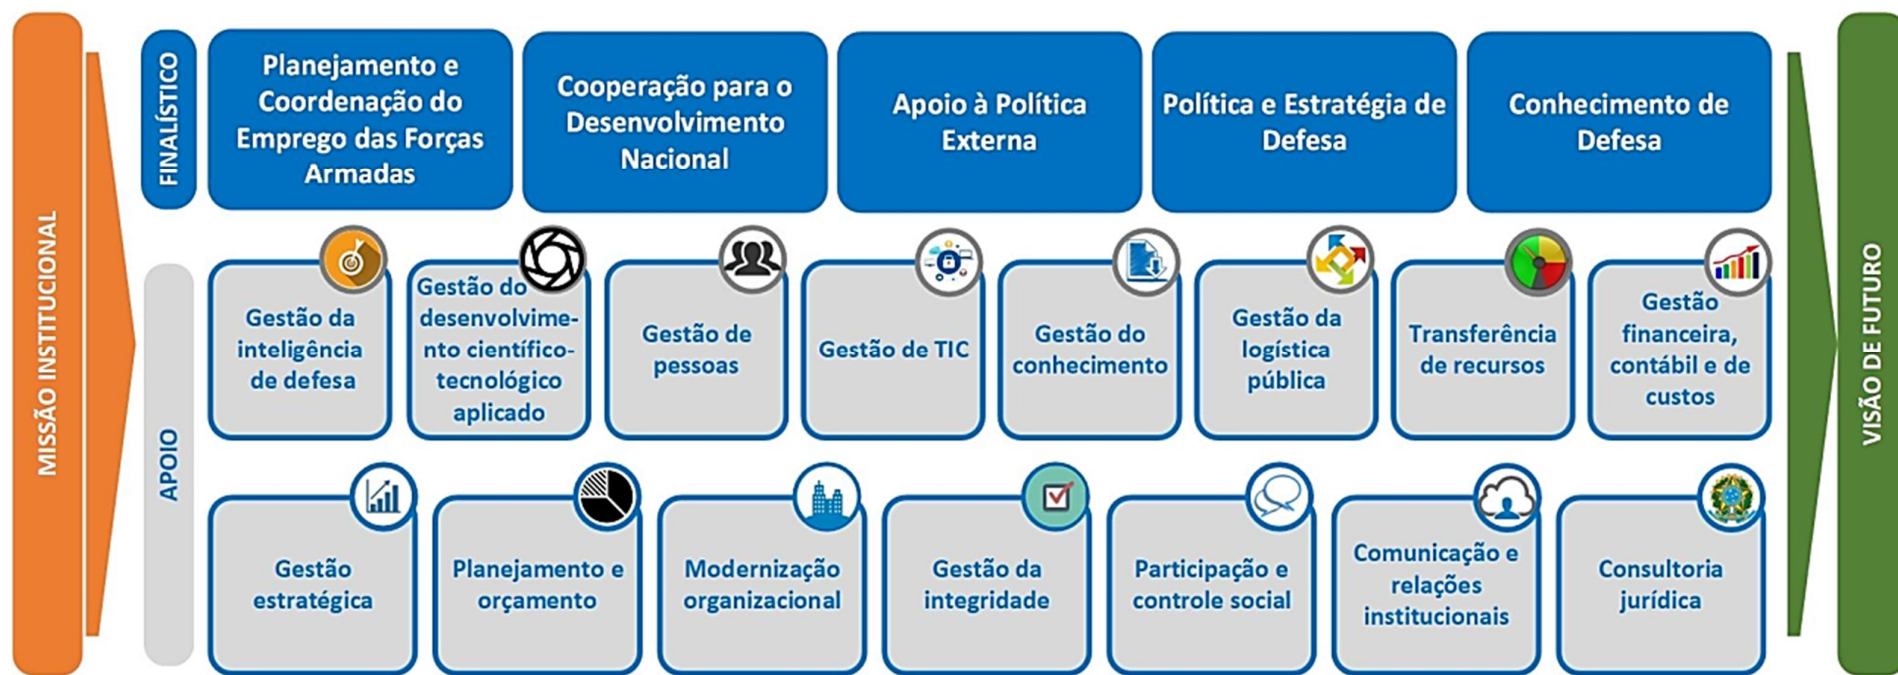 MISSÃO INSTITUCIONAL
FINALÍSTICO
Planejamento e
Coordenação do
Emprego das Forças
Armadas
Cooperação para o
Desenvolvimento
Nacional
Apoio à Política
Externa
Política e Estratégia de
Defesa
Conhecimento de
Defesa
APOIO
Gestão da
inteligência
de defesa
Gestão do
desenvolvime-
nto científico-
tecnológico
aplicado
Gestão de
pessoas
Gestão de TIC
Gestão do
conhecimento
Gestão da
logística
pública
Transferência
de recursos
Gestão
financeira,
contábil e de
custos
Gestão
estratégica
Planejamento e
orçamento
Modernização
organizacional
Gestão da
integridade
Participação e
controle social
Comunicação e
relações
institucionais
Consultoria
jurídica
VISÃO DE FUTURO